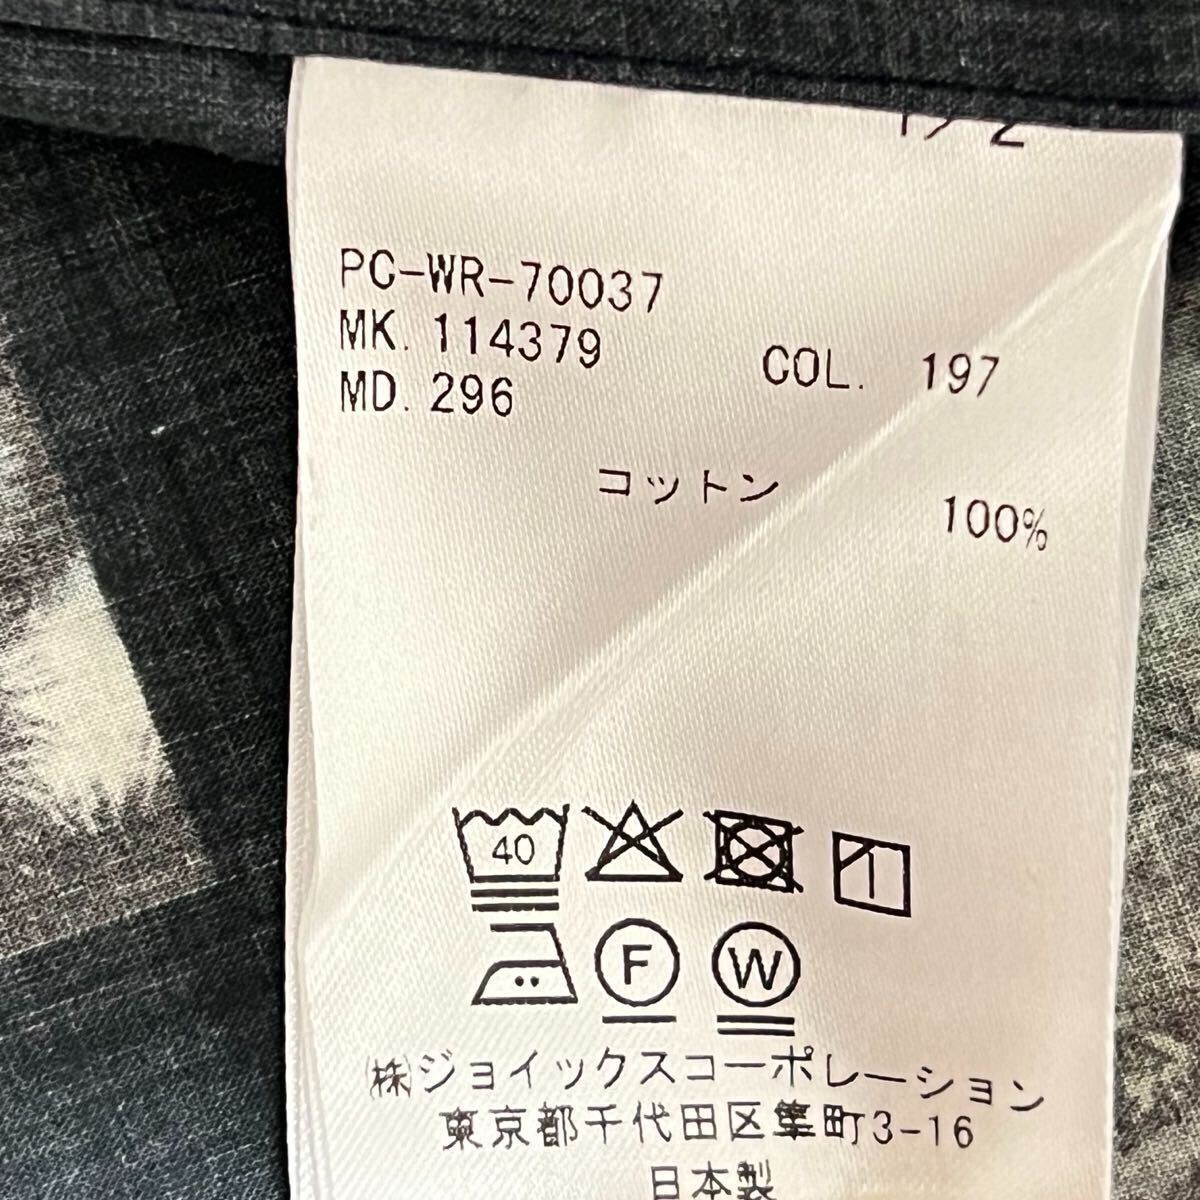 PC-WR-70037
MK. 114379
MD. 296 COL. 197
コットン 100%
40
F W
㈱ジョイックスコーポレーション
東京都千代田区隼町3-16
日本製